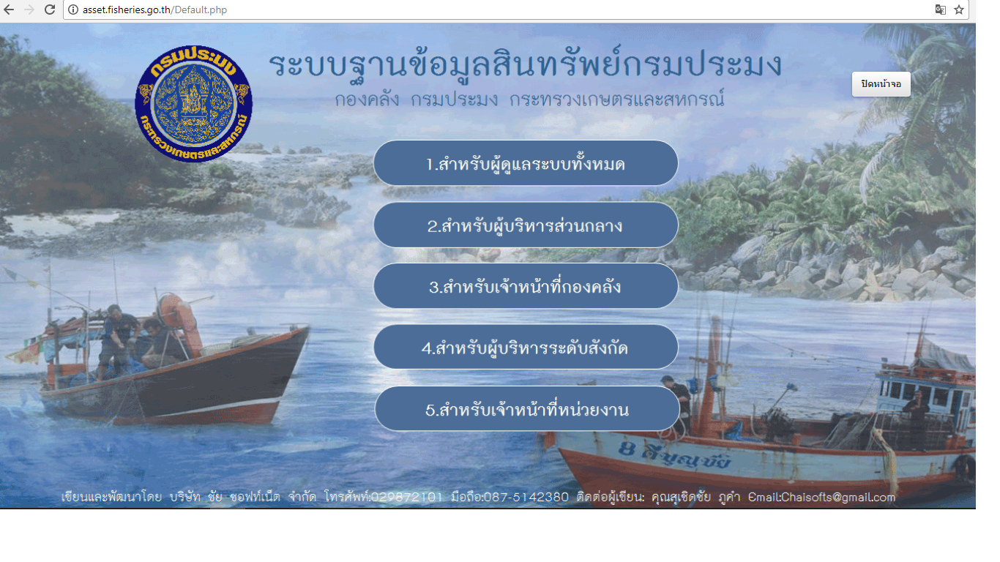 asset.fisheries.go.th/Default.php
กรมประมง
กระทรวงเกษตรและสหกรณ์
ระบบฐานข้อมูลสินทรัพย์กรมประมง
กองคลัง กรมประมง กระทรวงเกษตรและสหกรณ์
ปิดหน้าจอ
1.สำหรับผู้ดูแลระบบทั้งหมด
2.สำหรับผู้บริหารส่วนกลาง
3.สำหรับเจ้าหน้าที่กองคลัง
4.สำหรับผู้บริหารระดับสังกัด
5.สำหรับเจ้าหน้าที่หน่วยงาน
เขียนและพัฒนาโดย บริษัท ชัย ซอฟท์เน็ต จำกัด โทรศัพท์:029872101 มือถือ:087-5142380 ติดต่อผู้เขียน: คุณสุเชิดชัย ภูคำ Email:Chaisofts@gmail.com